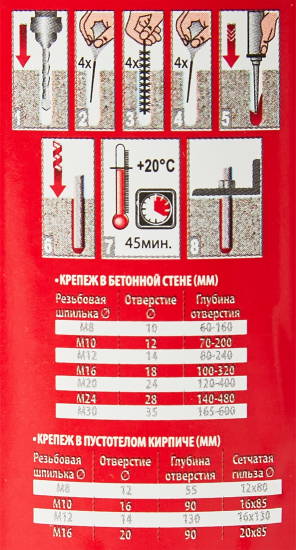 4x
4x
4x
1
2
3
4
5
+20°C
45мин.
6
7
8
▪КРЕПЕЖ В БЕТОННОЙ СТЕНЕ (ММ)
Резьбовая Отверстие Глубина
шпилька ∅ ∅ отверстия
M8 10 60-160
M10 12 70-200
M12 14 80-240
M16 18 100-320
M20 24 120-400
M24 28 140-480
M30 35 165-600
▪КРЕПЕЖ В ПУСТОТЕЛОМ КИРПИЧЕ (ММ)
Резьбовая Отверстие Глубина Сетчатая
шпилька ∅ ∅ отверстия гильза ∅
M8 12 55 12x80
M10 16 90 16x85
M12 14 130 16x130
M16 20 90 20x85